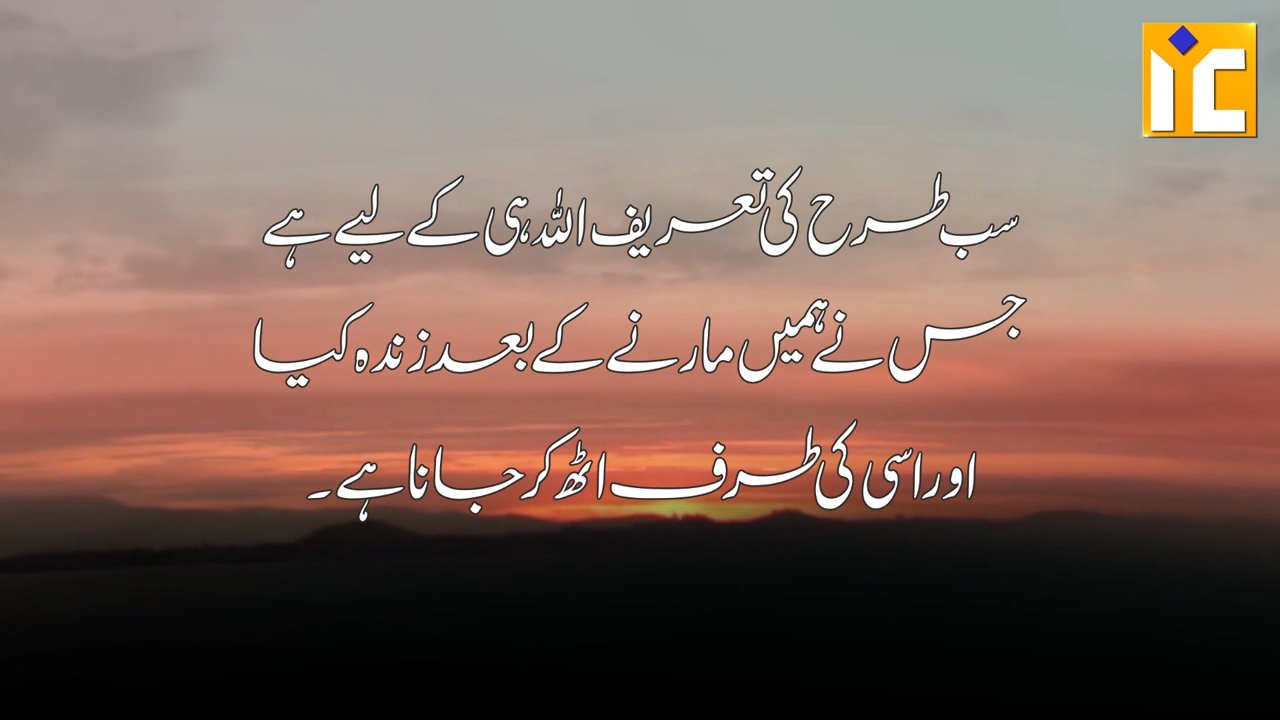 IYC
سب طرح کی تعریف اللہ ہی کے لیے ہے
جس نے ہمیں مارنے کے بعد زندہ کیا
اور اسی کی طرف اٹھ کر جانا ہے۔